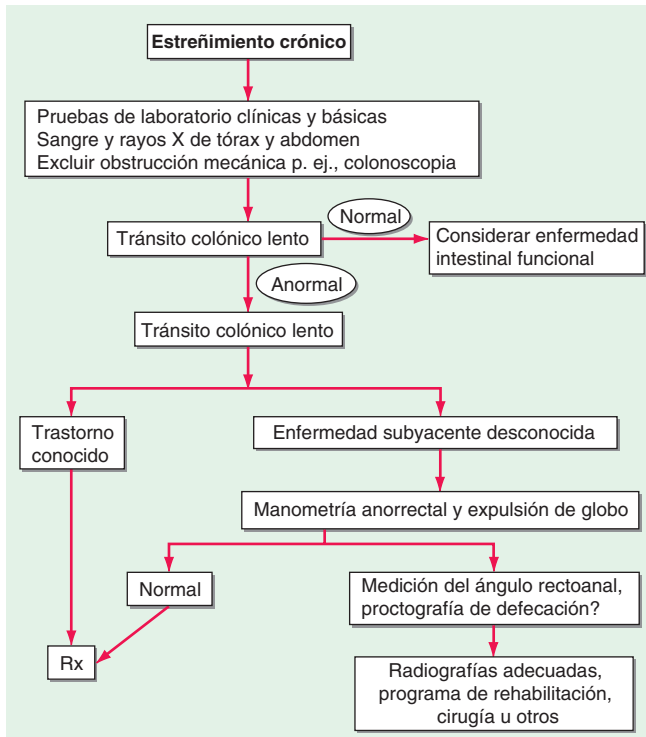 Estreñimiento crónico
Pruebas de laboratorio clínicas y básicas
Sangre y rayos X de tórax y abdomen
Excluir obstrucción mecánica p. ej., colonoscopia
Tránsito colónico lento
Normal
Considerar enfermedad
intestinal funcional
Anormal
Tránsito colónico lento
Trastorno
conocido
Enfermedad subyacente desconocida
Manometría anorrectal y expulsión de globo
Normal
Medición del ángulo rectoanal,
proctografía de defecación?
Rx
Radiografías adecuadas,
programa de rehabilitación,
cirugía u otros